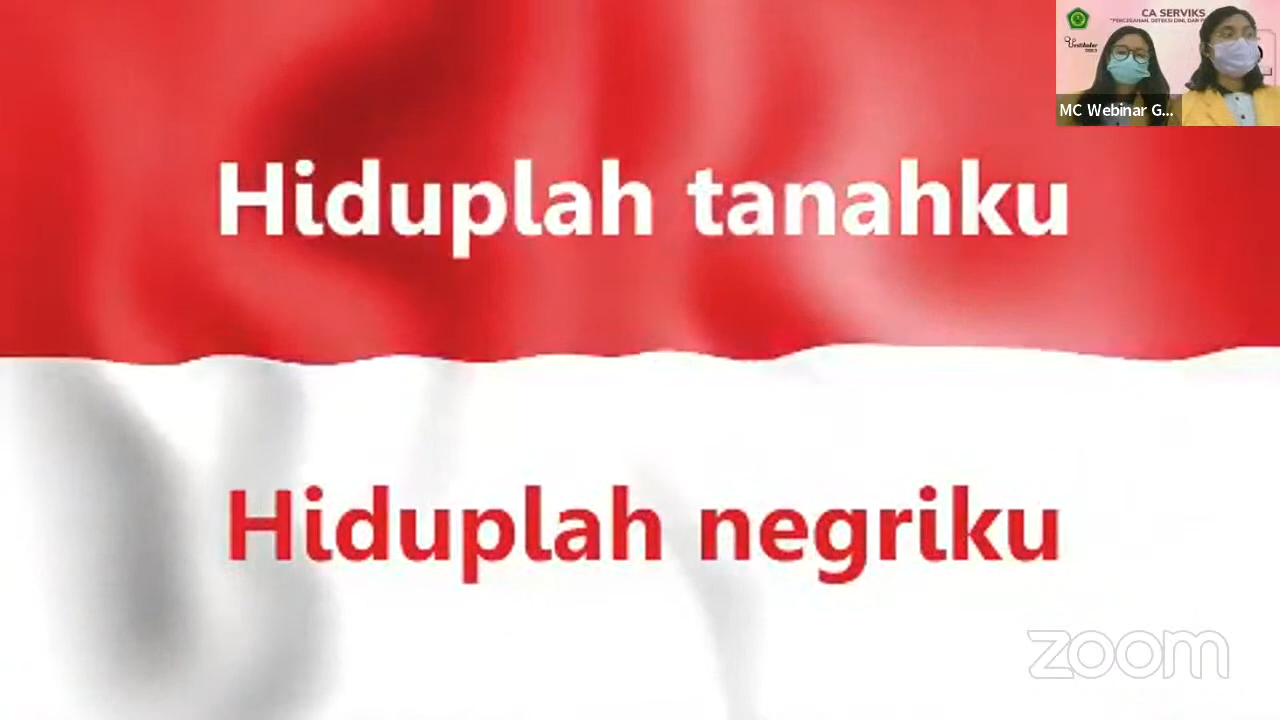 CA SERVIKS
MC Webinar G...
Hiduplah tanahku
Hiduplah negriku
zoom